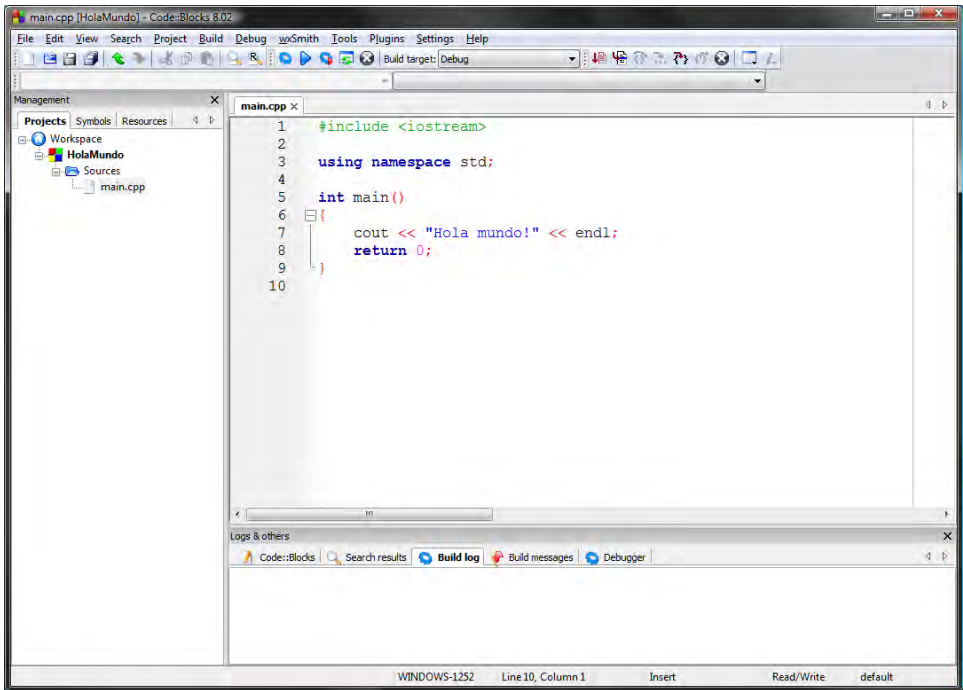 main.cpp [HolaMundo] - Code::Blocks 8.02
File Edit View Search Project Build Debug wxSmith Tools Plugins Settings Help
Build target: Debug
Management
Projects Symbols Resources
Workspace
HolaMundo
Sources
main.cpp
main.cpp
1 #include <iostream>
2
3 using namespace std;
4
5 int main()
6 {
7 cout << "Hola mundo!" << endl;
8 return 0;
9 }
10
Logs & others
Code::Blocks Search results Build log Build messages Debugger
WINDOWS-1252 Line 10, Column 1 Insert Read/Write default